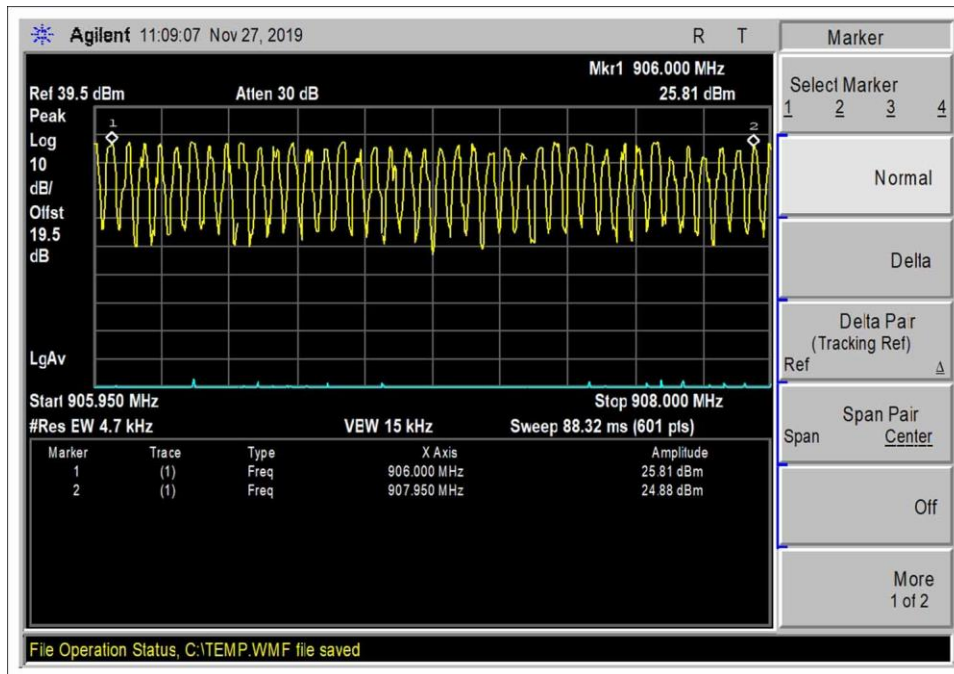 Agilent 11:09:07 Nov 27, 2019 R T
Mkr1 906.000 MHz
Ref 39.5 dBm Atten 30 dB 25.81 dBm
Peak
Log
10
dB/
Offst
19.5
dB
LgAv
1
2
Start 905.950 MHz Stop 908.000 MHz
#Res EW 4.7 kHz VEW 15 kHz Sweep 88.32 ms (601 pts)
Marker Trace Type X Axis Amplitude
1 (1) Freq 906.000 MHz 25.81 dBm
2 (1) Freq 907.950 MHz 24.88 dBm
File Operation Status, C:\TEMP.WMF file saved
Marker
Select Marker
1 2 3 4
Normal
Delta
Delta Pair
(Tracking Ref)
Ref Δ
Span Pair
Span Center
Off
More
1 of 2